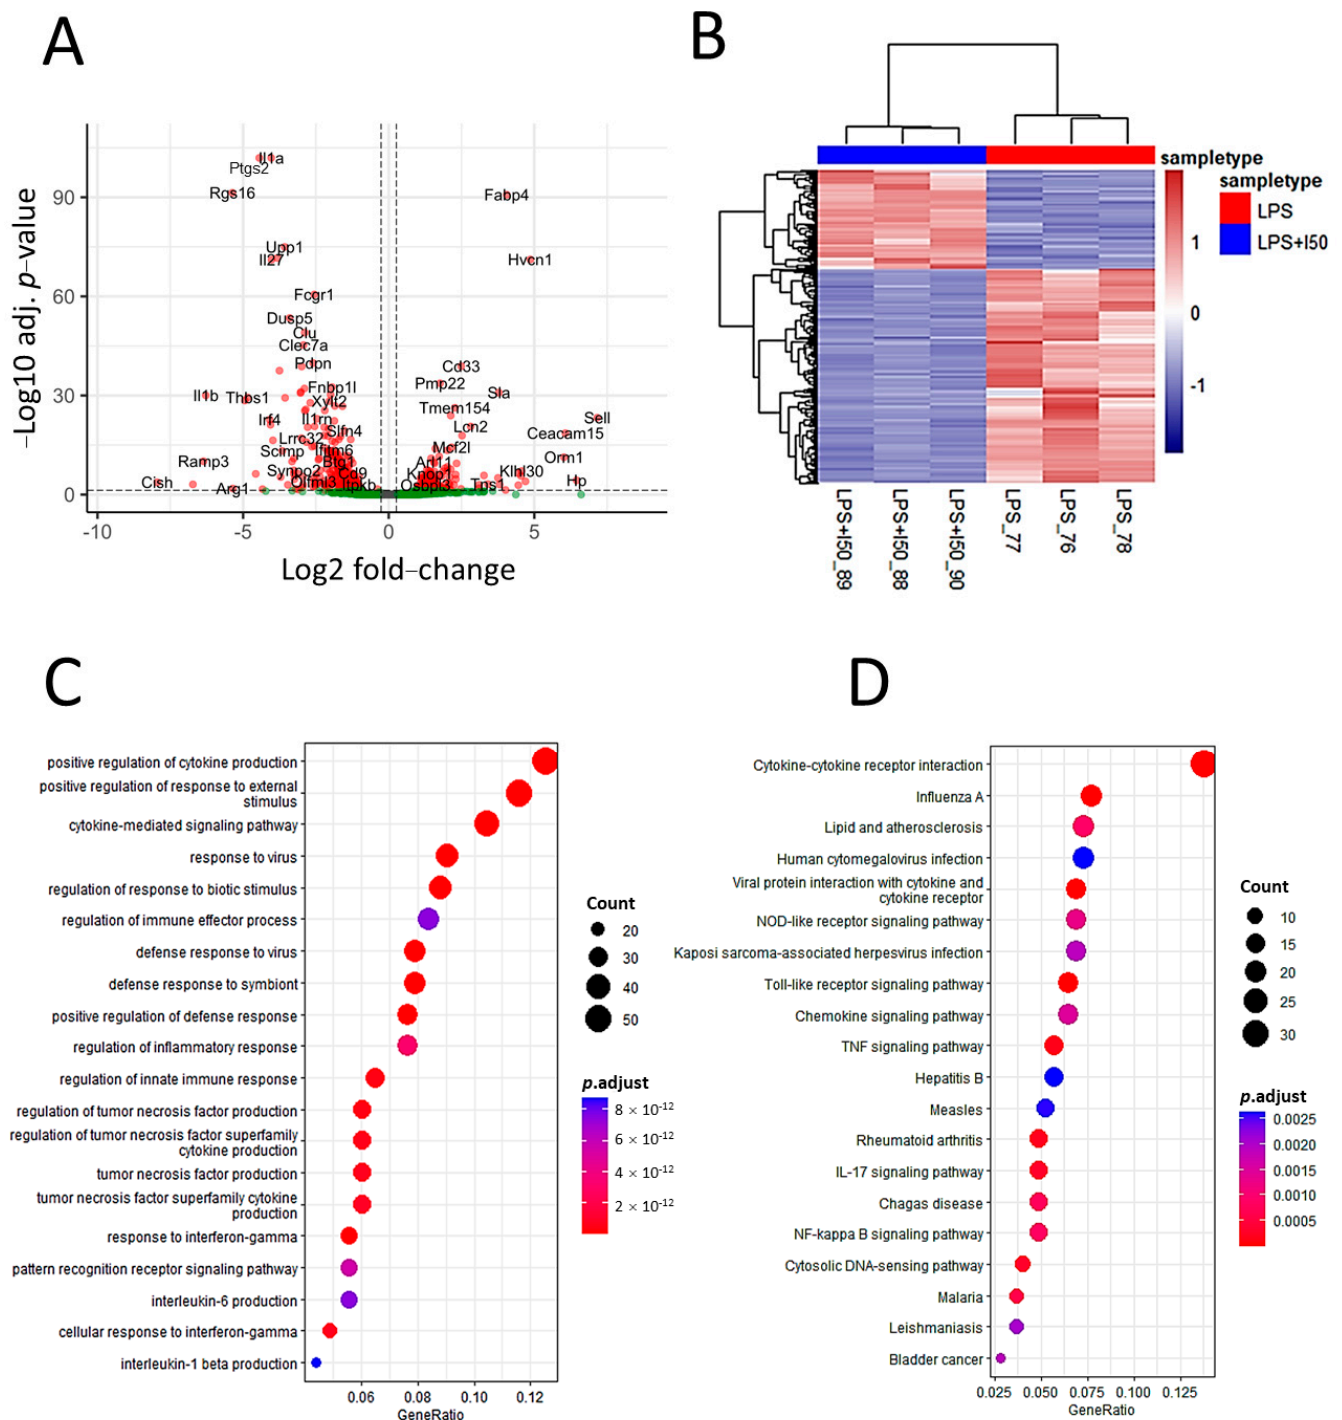 A
B
−Log10 adj. p−value
90
60
30
0
-10
-5
0
5
Log2 fold−change
Il1a
Ptgs2
Rgs16
Fabp4
Upp1
Il27
Hvcn1
Fcgr1
Dusp5
Clu
Clec7a
Pdpn
Cd33
Pmp22
Fnbp1l
Sla
Il1b
Thbs1
Xylt2
Tmem154
Sell
Irf4
Il1rn
Lcn2
Slfn4
Ceacam15
Lrrc32
Scimp
Ifitm6
Mcf2l
Orm1
Ramp3
Btg1
Synpo2
Cd9
Knop1
Klhl30
Cish
Arg1
Olfml3
Osbpl3
Tns1
Hp
sampletype
sampletype
LPS
LPS+I50
1
0
-1
LPS+I50_89
LPS+I50_88
LPS+I50_90
LPS_77
LPS_76
LPS_78
C
D
positive regulation of cytokine production
positive regulation of response to external
stimulus
cytokine-mediated signaling pathway
response to virus
regulation of response to biotic stimulus
regulation of immune effector process
defense response to virus
defense response to symbiont
positive regulation of defense response
regulation of inflammatory response
regulation of innate immune response
regulation of tumor necrosis factor production
regulation of tumor necrosis factor superfamily
cytokine production
tumor necrosis factor production
tumor necrosis factor superfamily cytokine
production
response to interferon-gamma
pattern recognition receptor signaling pathway
interleukin-6 production
cellular response to interferon-gamma
interleukin-1 beta production
0.06
0.08
0.10
0.12
GeneRatio
Count
20
30
40
50
p.adjust
8 × 10⁻¹²
6 × 10⁻¹²
4 × 10⁻¹²
2 × 10⁻¹²
Cytokine-cytokine receptor interaction
Influenza A
Lipid and atherosclerosis
Human cytomegalovirus infection
Viral protein interaction with cytokine and
cytokine receptor
NOD-like receptor signaling pathway
Kaposi sarcoma-associated herpesvirus infection
Toll-like receptor signaling pathway
Chemokine signaling pathway
TNF signaling pathway
Hepatitis B
Measles
Rheumatoid arthritis
IL-17 signaling pathway
Chagas disease
NF-kappa B signaling pathway
Cytosolic DNA-sensing pathway
Malaria
Leishmaniasis
Bladder cancer
0.025
0.050
0.075
0.100
0.125
GeneRatio
Count
10
15
20
25
30
p.adjust
0.0025
0.0020
0.0015
0.0010
0.0005